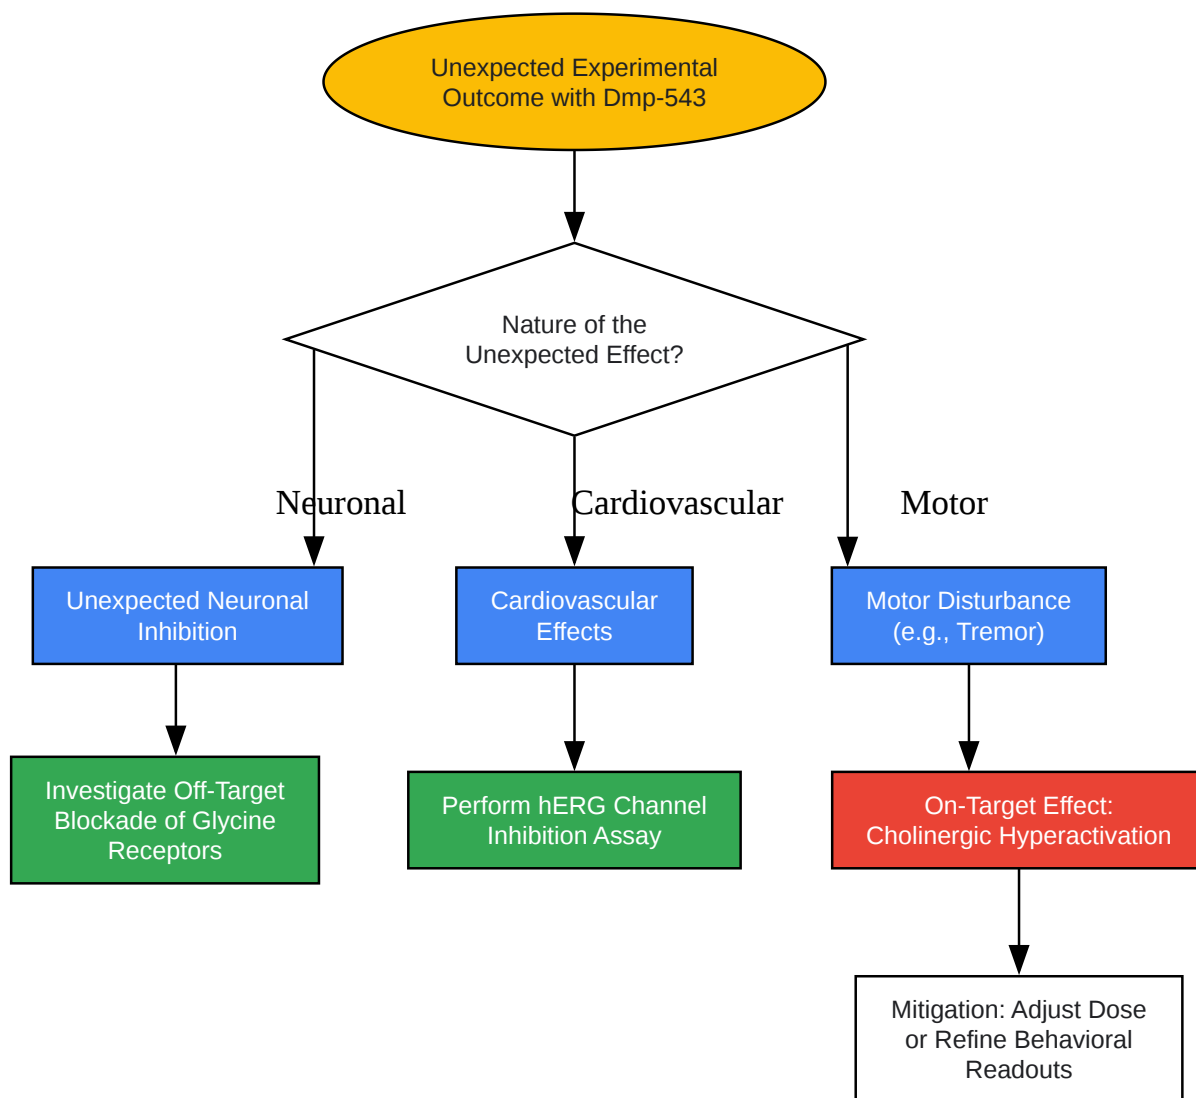 Unexpected Experimental
Outcome with Dmp-543
Nature of the
Unexpected Effect?
Neuronal
Cardiovascular
Motor
Unexpected Neuronal
Inhibition
Cardiovascular
Effects
Motor Disturbance
(e.g., Tremor)
Investigate Off-Target
Blockade of Glycine
Receptors
Perform hERG Channel
Inhibition Assay
On-Target Effect:
Cholinergic Hyperactivation
Mitigation: Adjust Dose
or Refine Behavioral
Readouts